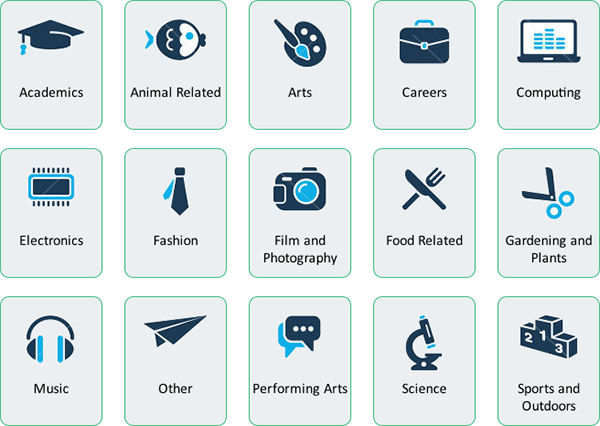 Academics
Animal Related
Arts
Careers
Computing
Electronics
Fashion
Film and
Photography
Food Related
Gardening and
Plants
Music
Other
Performing Arts
Science
2 1 3
Sports and
Outdoors